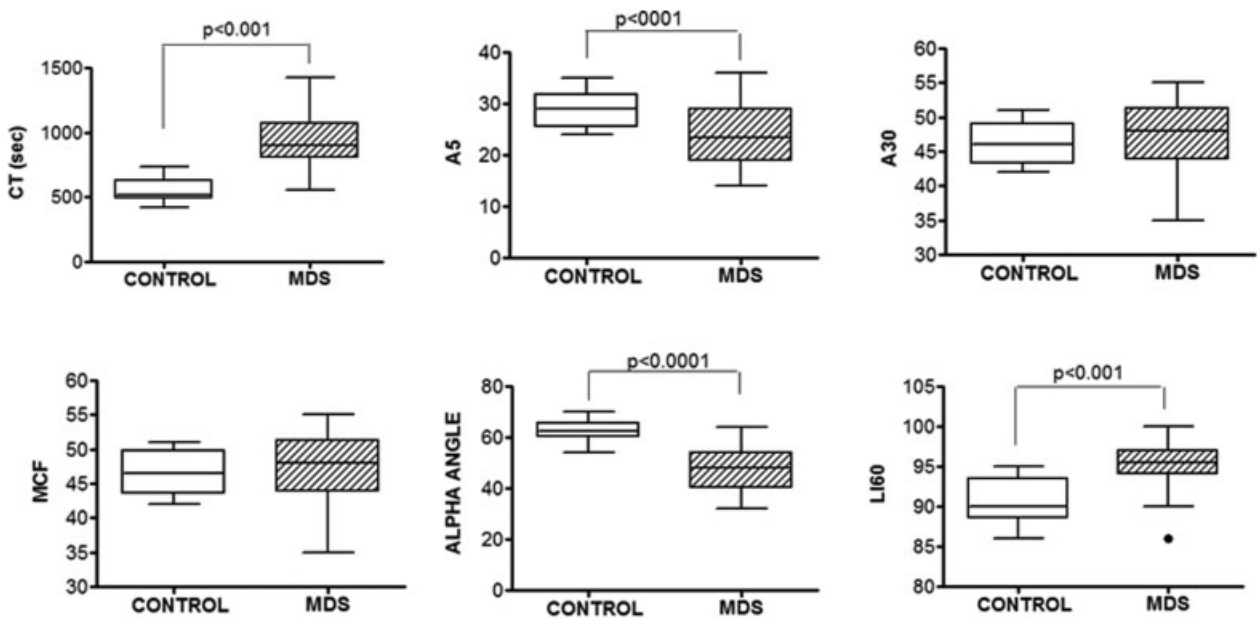 p<0.001
CT (sec)
1500
1000
500
0
CONTROL MDS
p<0001
A5
40
30
20
10
0
CONTROL MDS
A30
60
55
50
45
40
35
30
CONTROL MDS
MCF
60
55
50
45
40
35
30
CONTROL MDS
p<0.0001
ALPHA ANGLE
80
60
40
20
0
CONTROL MDS
p<0.001
LI60
105
100
95
90
85
80
CONTROL MDS